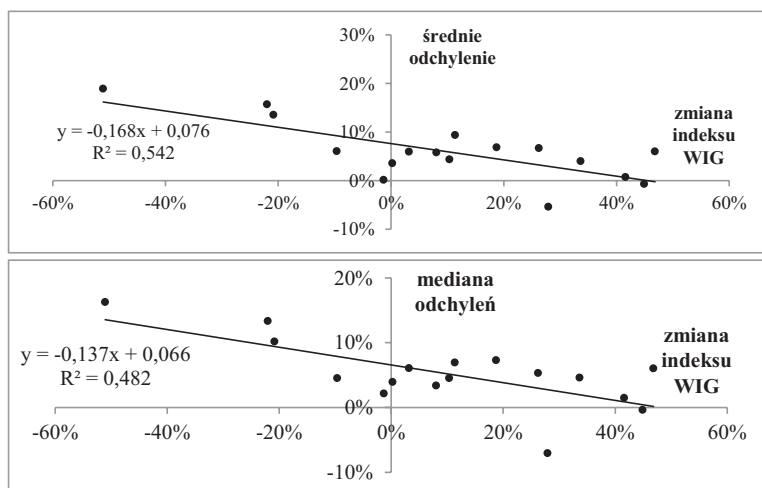 30%
średnie
odchylenie
20%
zmiana
indeksu
WIG
y = -0,168x + 0,076
R² = 0,542
10%
0%
-60% -40% -20% 0% 20% 40% 60%
-10%
20%
mediana
odchyleń
zmiana
indeksu
WIG
10%
y = -0,137x + 0,066
R² = 0,482
0%
-60% -40% -20% 0% 20% 40% 60%
-10%